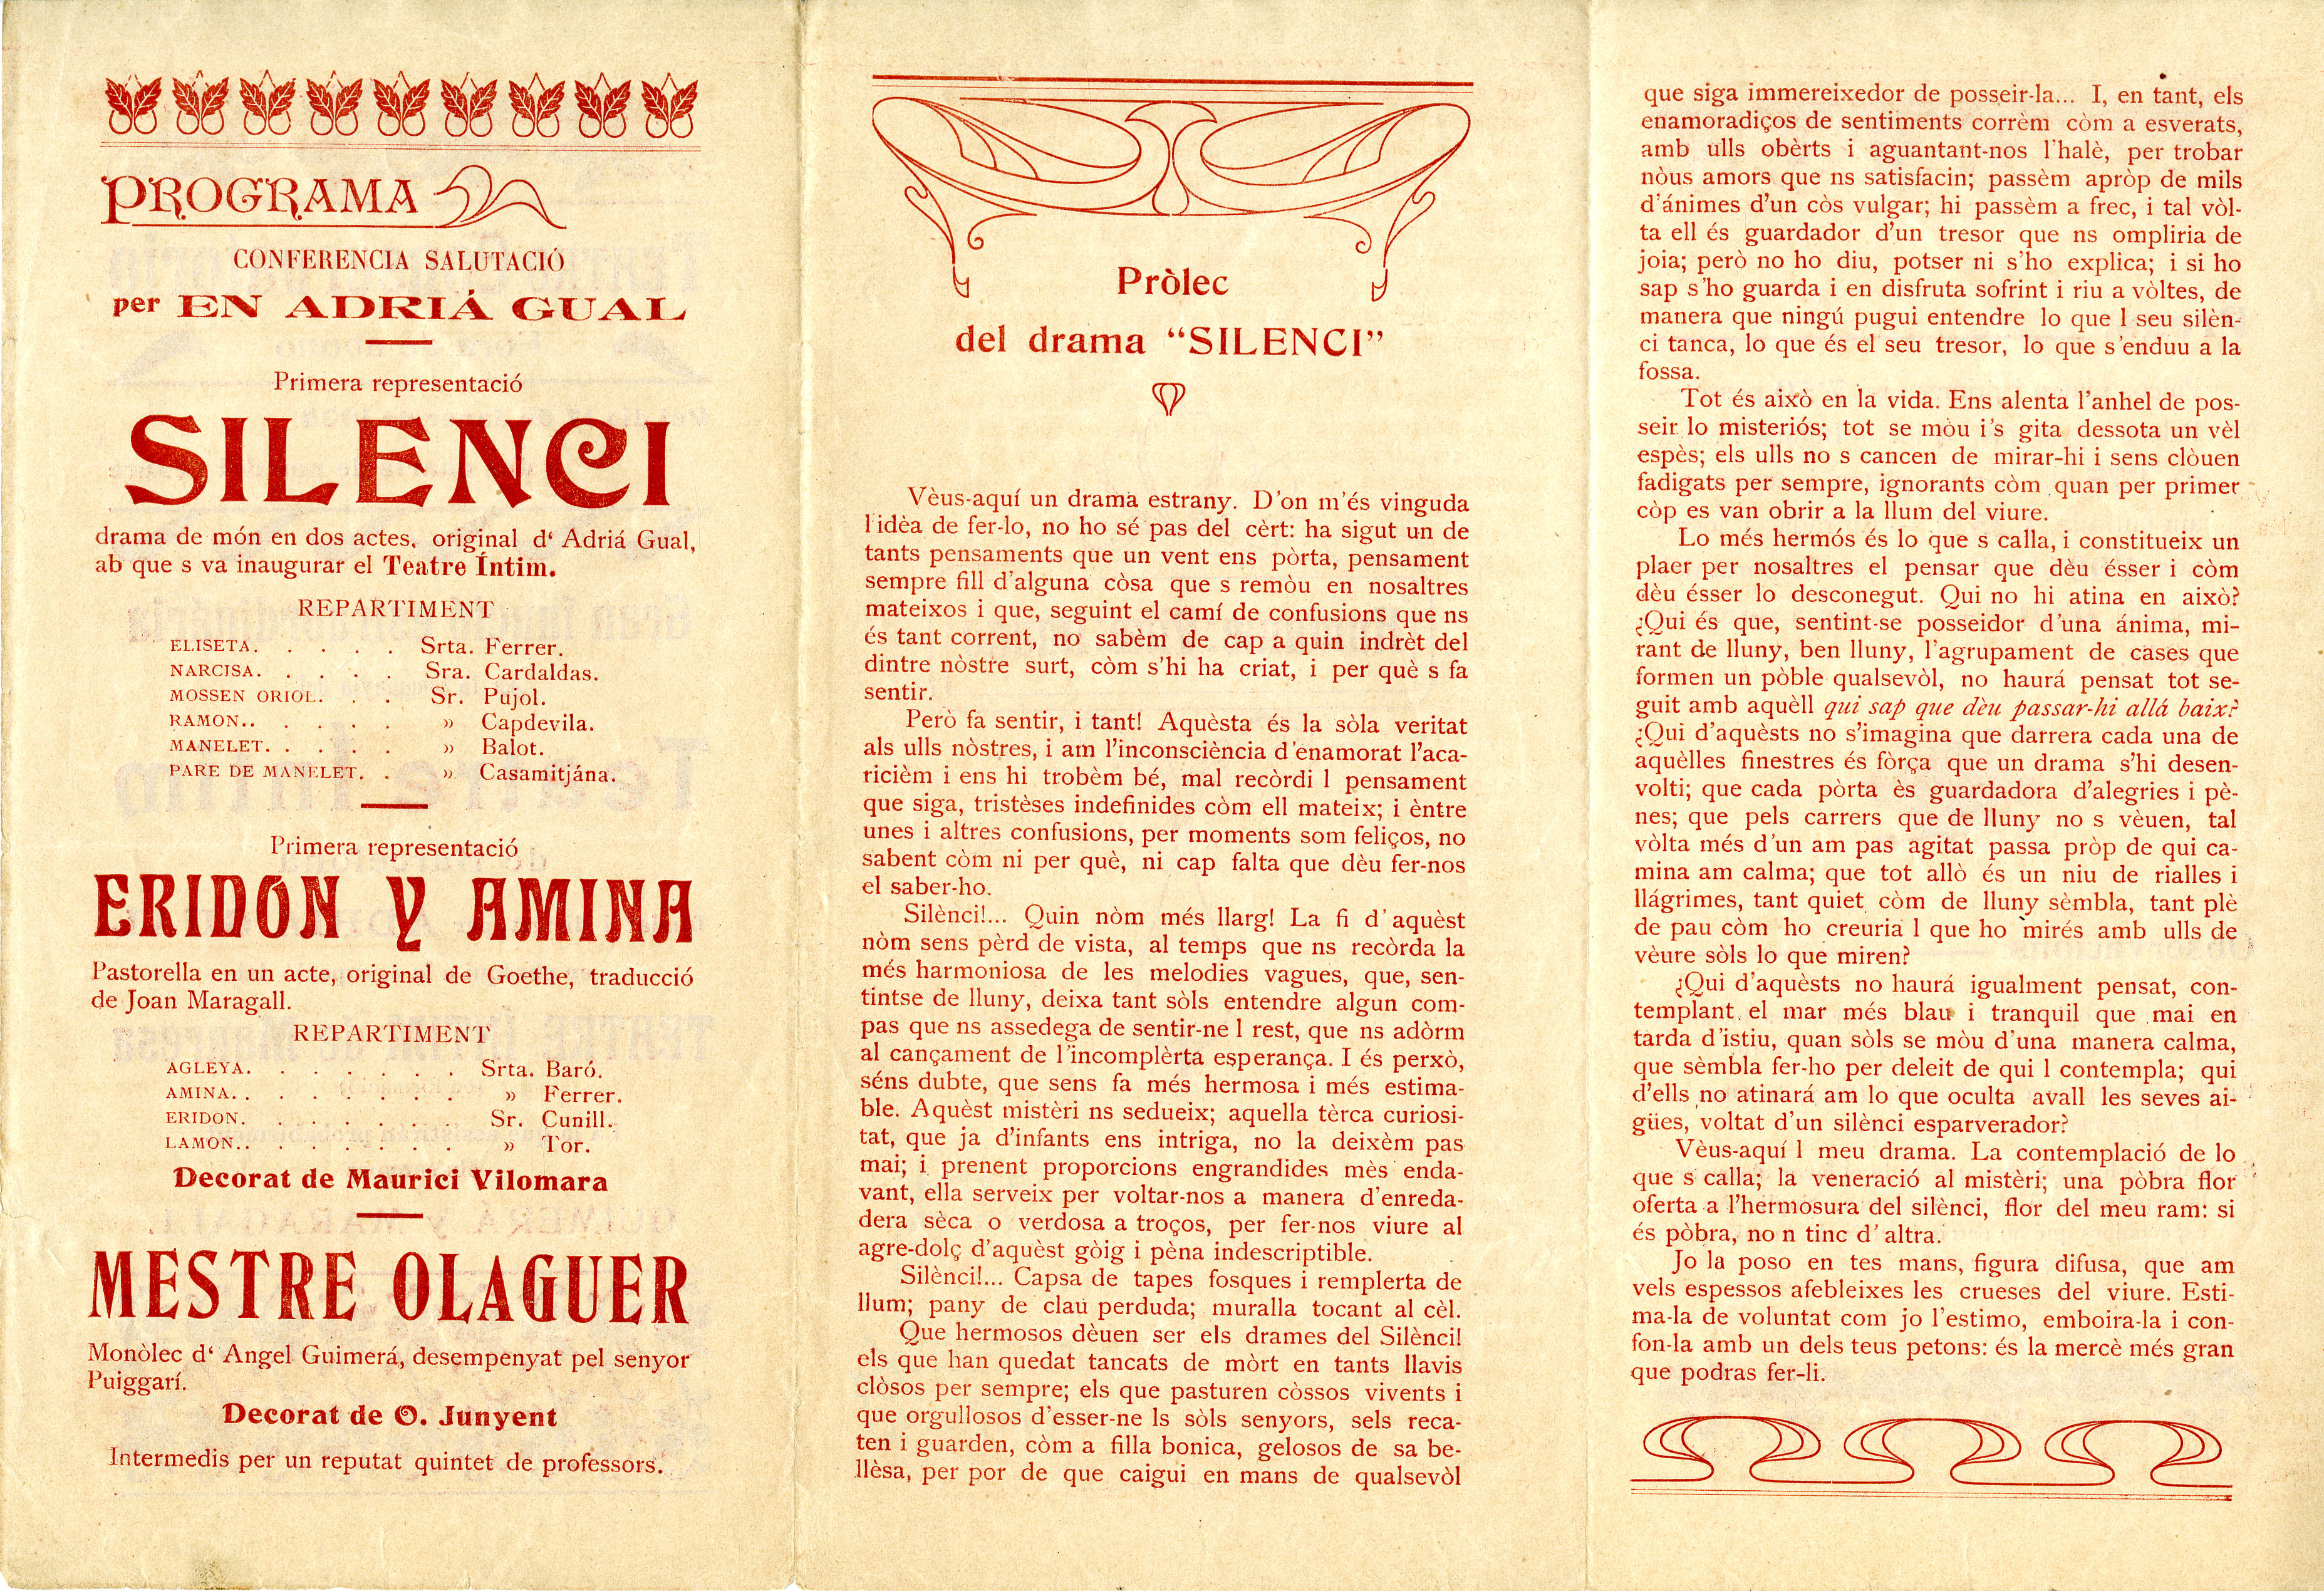 PROGRAMA
CONFERENCIA SALUTACIÓ
per EN ADRIÁ GUAL
Primera representació
SILENCI
drama de món en dos actes, original d‘ Adriá Gual,
ab que s va inaugurar el Teatre Íntim.
REPARTIMENT
ELISETA. . . . . Srta. Ferrer.
NARCISA. . . . . Sra. Cardaldas.
MOSSEN ORIOL. . . Sr. Pujol.
RAMON.. . . . . » Capdevila.
MANELET. . . . . » Balot.
PARE DE MANELET. . » Casamitjána.
Primera representació
ERIDON Y AMINA
Pastorella en un acte, original de Goethe, traducció
de Joan Maragall.
REPARTIMENT
AGLEYA. . . . . . . Srta. Baró.
AMINA. . . . . . . . » Ferrer.
ERIDON. . . . . . . Sr. Cunill.
LAMON.. . . . . . . » Tor.
Decorat de Maurici Vilomara
MESTRE OLAGUER
Monòlec d‘ Angel Guimerá, desempenyat pel senyor
Puiggarí.
Decorat de O. Junyent
Intermedis per un reputat quintet de professors.
Pròlec
del drama “SILENCI”
Vèus-aquí un drama estrany. D’on m’és vinguda
l’idèa de fer-lo, no ho sé pas del cèrt: ha sigut un de
tants pensaments que un vent ens pòrta, pensament
sempre fill d’alguna còsa que s remòu en nosaltres
mateixos i que, seguint el camí de confusions que ns
és tant corrent, no sabèm de cap a quin indrèt del
dintre nòstre surt, còm s’hi ha criat, i per què s fa
sentir.
Però fa sentir, i tant! Aquèsta és la sòla veritat
als ulls nòstres, i am l’inconsciència d’enamorat l’aca-
ricièm i ens hi trobèm bé, mal recòrdi l pensament
que siga, tristèses indefinides còm ell mateix; i èntre
unes i altres confusions, per moments som feliços, no
sabent còm ni per què, ni cap falta que dèu fer-nos
el saber-ho.
Silènci!... Quin nòm més llarg! La fi d’aquèst
nòm sens pèrd de vista, al temps que ns recòrda la
més harmoniosa de les melodies vagues, que, sen-
tintse de lluny, deixa tant sòls entendre algun com-
pas que ns assedega de sentir-ne l rest, que ns adòrm
al cançament de l’incomplèrta esperança. I és perxò,
séns dubte, que sens fa més hermosa i més estima-
ble. Aquèst mistèri ns sedueix; aquella tèrca curiosi-
tat, que ja d’infants ens intriga, no la deixèm pas
mai; i prenent proporcions engrandides mès enda-
vant, ella serveix per voltar-nos a manera d’enreda-
dera sèca o verdosa a troços, per fer-nos viure al
agre-dolç d’aquèst gòig i pèna indescriptible.
Silènci!... Capsa de tapes fosques i remplerta de
llum; pany de clau perduda; muralla tocant al cèl.
Que hermosos dèuen ser els drames del Silènci!
els que han quedat tancats de mòrt en tants llavis
clòsos per sempre; els que pasturen còssos vivents i
que orgullosos d’esser-ne ls sòls senyors, sels reca-
ten i guarden, còm a filla bonica, gelosos de sa be-
llèsa, per por de que caigui en mans de qualsevòl
que siga immereixedor de posseir-la... I, en tant, els
enamoradiços de sentiments corrèm còm a esverats,
amb ulls obèrts i aguantant-nos l’halè, per trobar
nòus amors que ns satisfacin; passèm apròp de mils
d’ánimes d’un còs vulgar; hi passèm a frec, i tal vòl-
ta ell és guardador d’un tresor que ns ompliria de
joia; però no ho diu, potser ni s’ho explica; i si ho
sap s’ho guarda i en disfruta sofrint i riu a vòltes, de
manera que ningú pugui entendre lo que l seu silèn-
ci tanca, lo que és el seu tresor, lo que s’enduu a la
fossa.
Tot és això en la vida. Ens alenta l’anhel de pos-
seir lo misteriós; tot se mòu i’s gita dessota un vèl
espès; els ulls no s cancen de mirar-hi i sens clòuen
fadigats per sempre, ignorants còm quan per primer
còp es van obrir a la llum del viure.
Lo més hermós és lo que s calla, i constitueix un
plaer per nosaltres el pensar que dèu ésser i còm
dèu ésser lo desconegut. Qui no hi atina en això?
¿Qui és que, sentint-se posseidor d’una ánima, mi-
rant de lluny, ben lluny, l’agrupament de cases que
formen un pòble qualsevòl, no haurá pensat tot se-
guit amb aquèll qui sap que dèu passar-hi allá baix?
¿Qui d’aquèsts no s’imagina que darrera cada una de
aquèlles finestres és fòrça que un drama s’hi desen-
volti; que cada pòrta ès guardadora d’alegries i pè-
nes; que pels carrers que de lluny no s vèuen, tal
vòlta més d’un am pas agitat passa pròp de qui ca-
mina am calma; que tot allò és un niu de rialles i
llágrimes, tant quiet còm de lluny sèmbla, tant plè
de pau còm ho creuria l que ho mirés amb ulls de
vèure sòls lo que miren?
¿Qui d’aquèsts no haurá igualment pensat, con-
templant el mar més blau i tranquil que mai en
tarda d’istiu, quan sòls se mòu d’una manera calma,
que sèmbla fer-ho per deleit de qui l contempla; qui
d’ells no atinará am lo que oculta avall les seves ai-
gües, voltat d’un silènci esparverador?
Vèus-aquí l meu drama. La contemplació de lo
que s calla; la veneració al mistèri; una pòbra flor
oferta a l’hermosura del silènci, flor del meu ram: si
és pòbra, no n tinc d’ altra.
Jo la poso en tes mans, figura difusa, que am
vels espessos afebleixes les crueses del viure. Esti-
ma-la de voluntat com jo l’estimo, emboira-la i con-
fon-la amb un dels teus petons: és la mercè més gran
que podras fer-li.